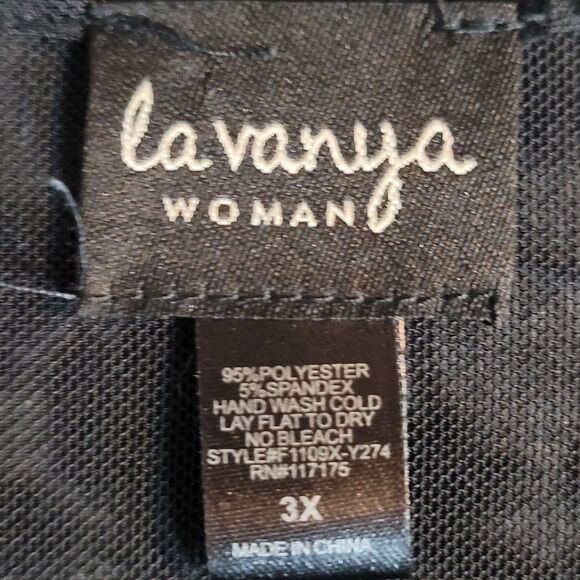 lavanya
WOMAN
95%POLYESTER
5%SPANDEX
HAND WASH COLD
LAY FLAT TO DRY
NO BLEACH
STYLE#F1109X-Y274
RN#117175
3X
MADE IN CHINA